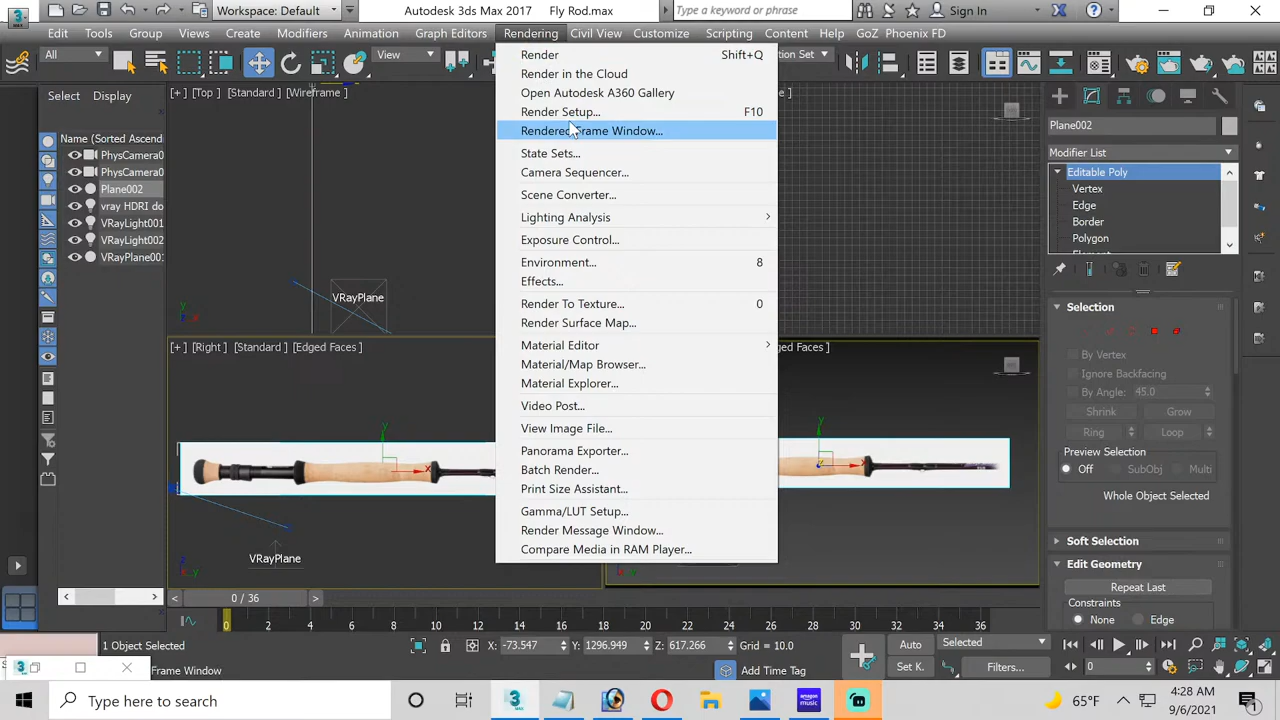 Workspace: Default
Autodesk 3ds Max 2017
Fly Rod.max
Type a keyword or phrase
Sign In
Edit
Tools
Group
Views
Create
Modifiers
Animation
Graph Editors
Rendering
Civil View
Customize
Scripting
Content
Help
GoZ
Phoenix FD
All
View
Select
Display
Name (Sorted Ascend
PhysCamera
PhysCamera
Plane002
vray HDRI do
VRayLight001
VRayLight002
VRayPlane00
[+] [Top ] [Standard ] [Wireframe ]
VRayPlane
[+] [Right ] [Standard ] [Edged Faces ]
VRayPlane
Render Shift+Q
Render in the Cloud
Open Autodesk A360 Gallery
Render Setup... F10
Rendered Frame Window...
State Sets...
Camera Sequencer...
Scene Converter...
Lighting Analysis
Exposure Control...
Environment... 8
Effects...
Render To Texture... 0
Render Surface Map...
Material Editor
Material/Map Browser...
Material Explorer...
Video Post...
View Image File...
Panorama Exporter...
Batch Render...
Print Size Assistant...
Gamma/LUT Setup...
Render Message Window...
Compare Media in RAM Player...
Plane002
Modifier List
Editable Poly
Vertex
Edge
Border
Polygon
Selection
By Vertex
Ignore Backfacing
By Angle: 45.0
Shrink Grow
Ring Loop
Preview Selection
Off SubObj Multi
Whole Object Selected
Soft Selection
Edit Geometry
Repeat Last
Constraints
None Edge
0 / 36
0 2 4 6 8 10 12 14 16 18 20 22 24 26 28 30 32 34 36
1 Object Selected
X: -73.547 Y: 1296.949 Z: 617.266 Grid = 10.0
Auto Selected
Frame Window
Add Time Tag
Set K. Filters...
0
Type here to search
65°F
4:28 AM
9/6/2021